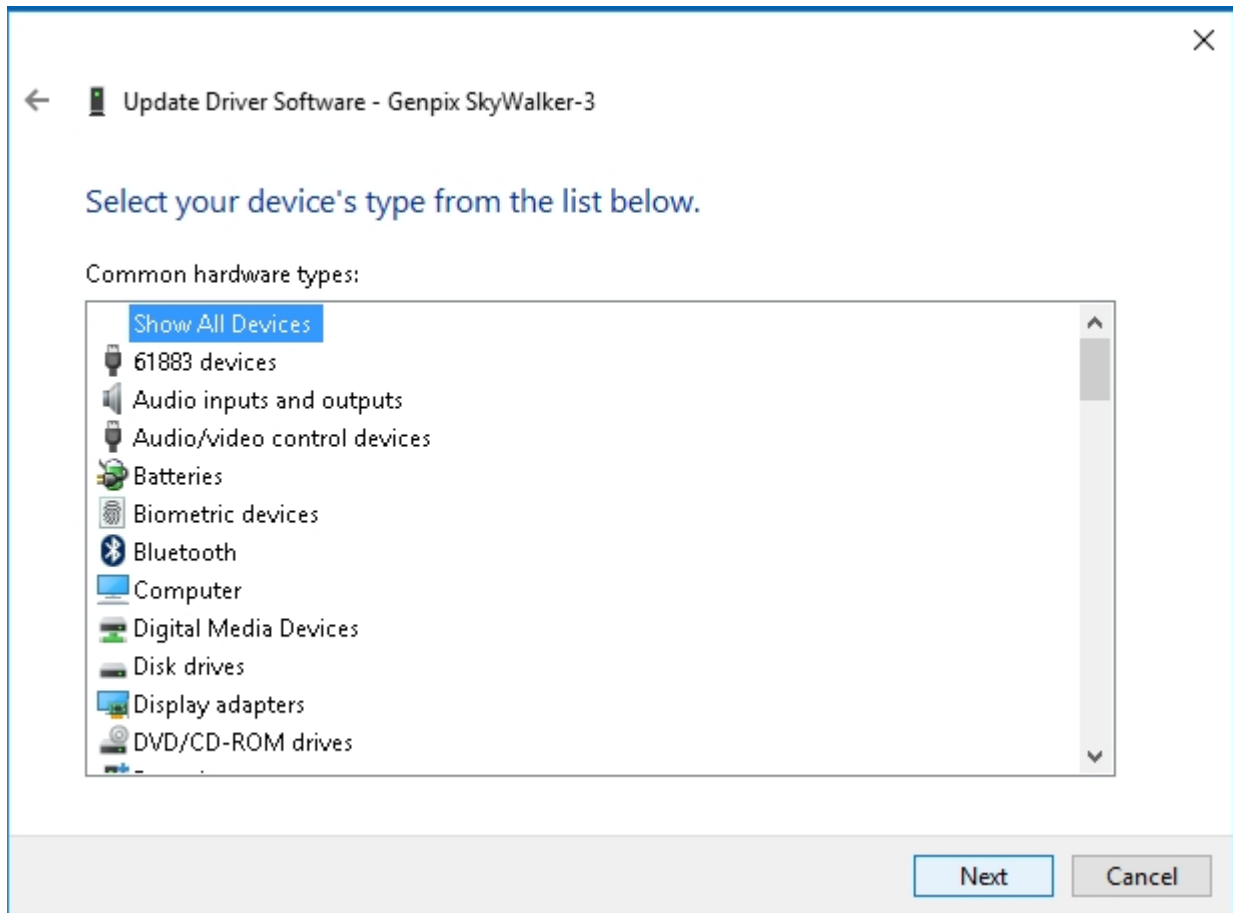 Update Driver Software - Genpix SkyWalker-3
Select your device's type from the list below.
Common hardware types:
Show All Devices
61883 devices
Audio inputs and outputs
Audio/video control devices
Batteries
Biometric devices
Bluetooth
Computer
Digital Media Devices
Disk drives
Display adapters
DVD/CD-ROM drives
Next Cancel